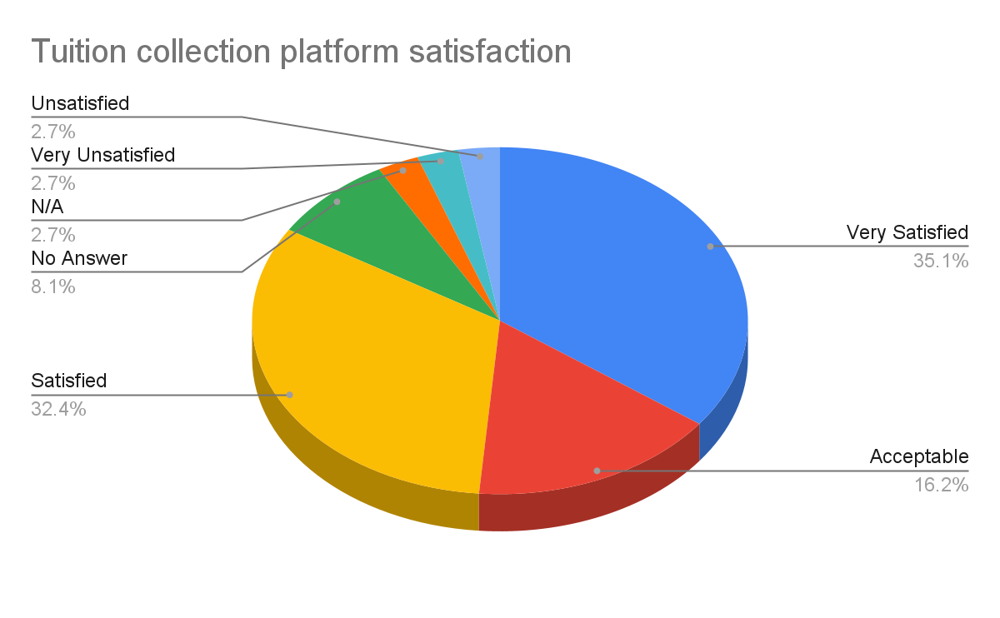 Tuition collection platform satisfaction
Unsatisfied
2.7%
Very Unsatisfied
2.7%
N/A
2.7%
No Answer
8.1%
Satisfied
32.4%
Very Satisfied
35.1%
Acceptable
16.2%